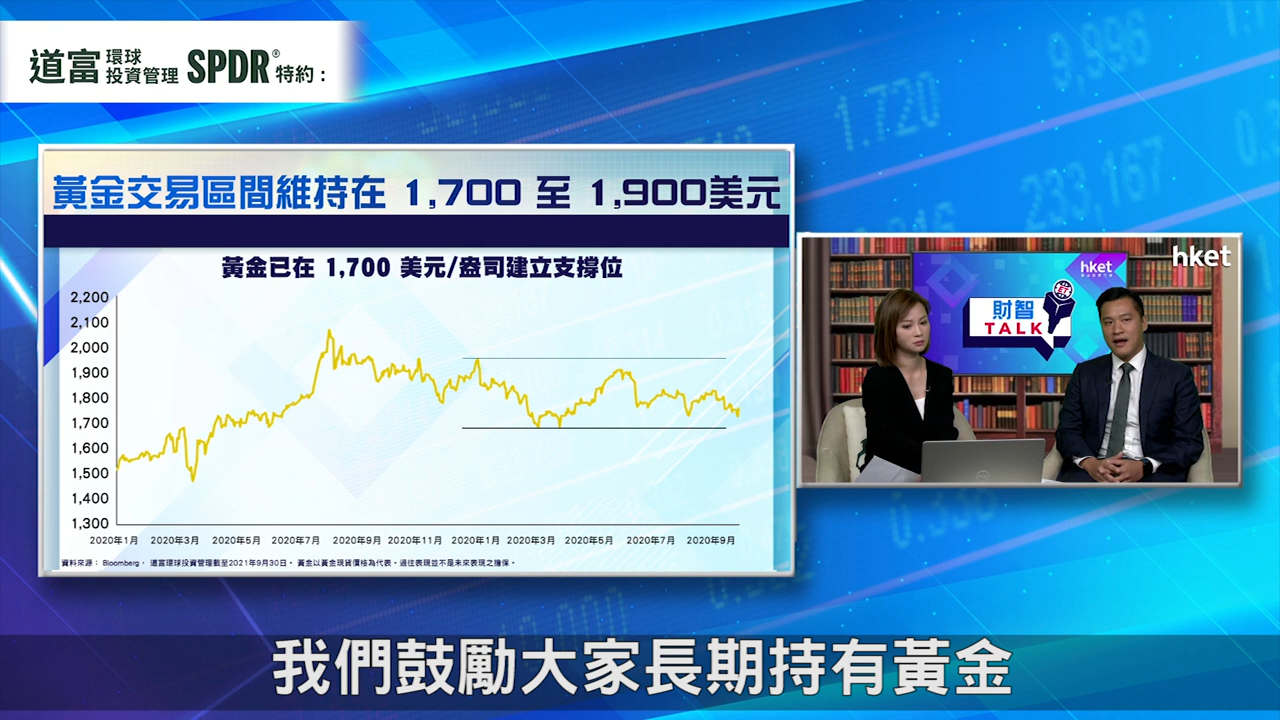 道富 環球投資管理 SPDR® 特約：
黃金交易區間維持在 1,700 至 1,900美元
黃金已在 1,700 美元/盎司建立支撐位
2,200
2,100
2,000
1,900
1,800
1,700
1,600
1,500
1,400
1,300
2020年1月 2020年3月 2020年5月 2020年7月 2020年9月 2020年11月 2020年1月 2020年3月 2020年5月 2020年7月 2020年9月
資料來源： Bloomberg， 道富環球投資管理截至2021年9月30日。 黃金以黃金現貨價格為代表。過往表現並不是未來表現之擔保。
hket
hket
財智
TALK
我們鼓勵大家長期持有黃金
9,996
1.720
233,167
0.338